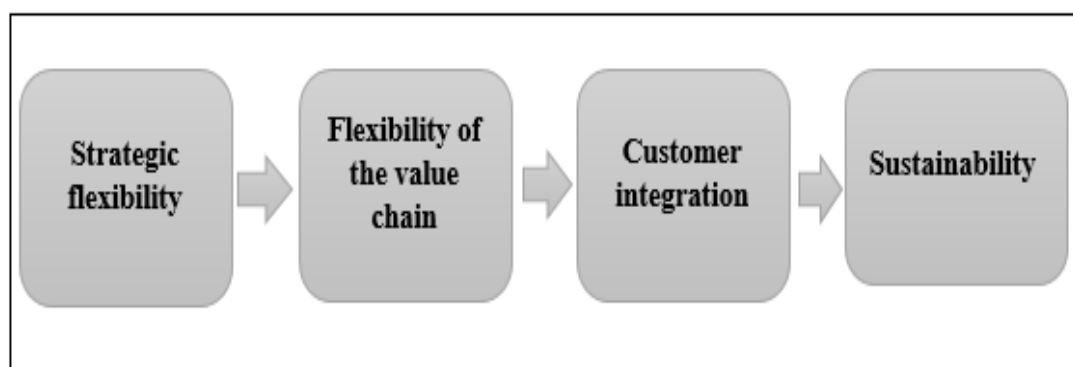 Strategic
flexibility
Flexibility of
the value
chain
Customer
integration
Sustainability